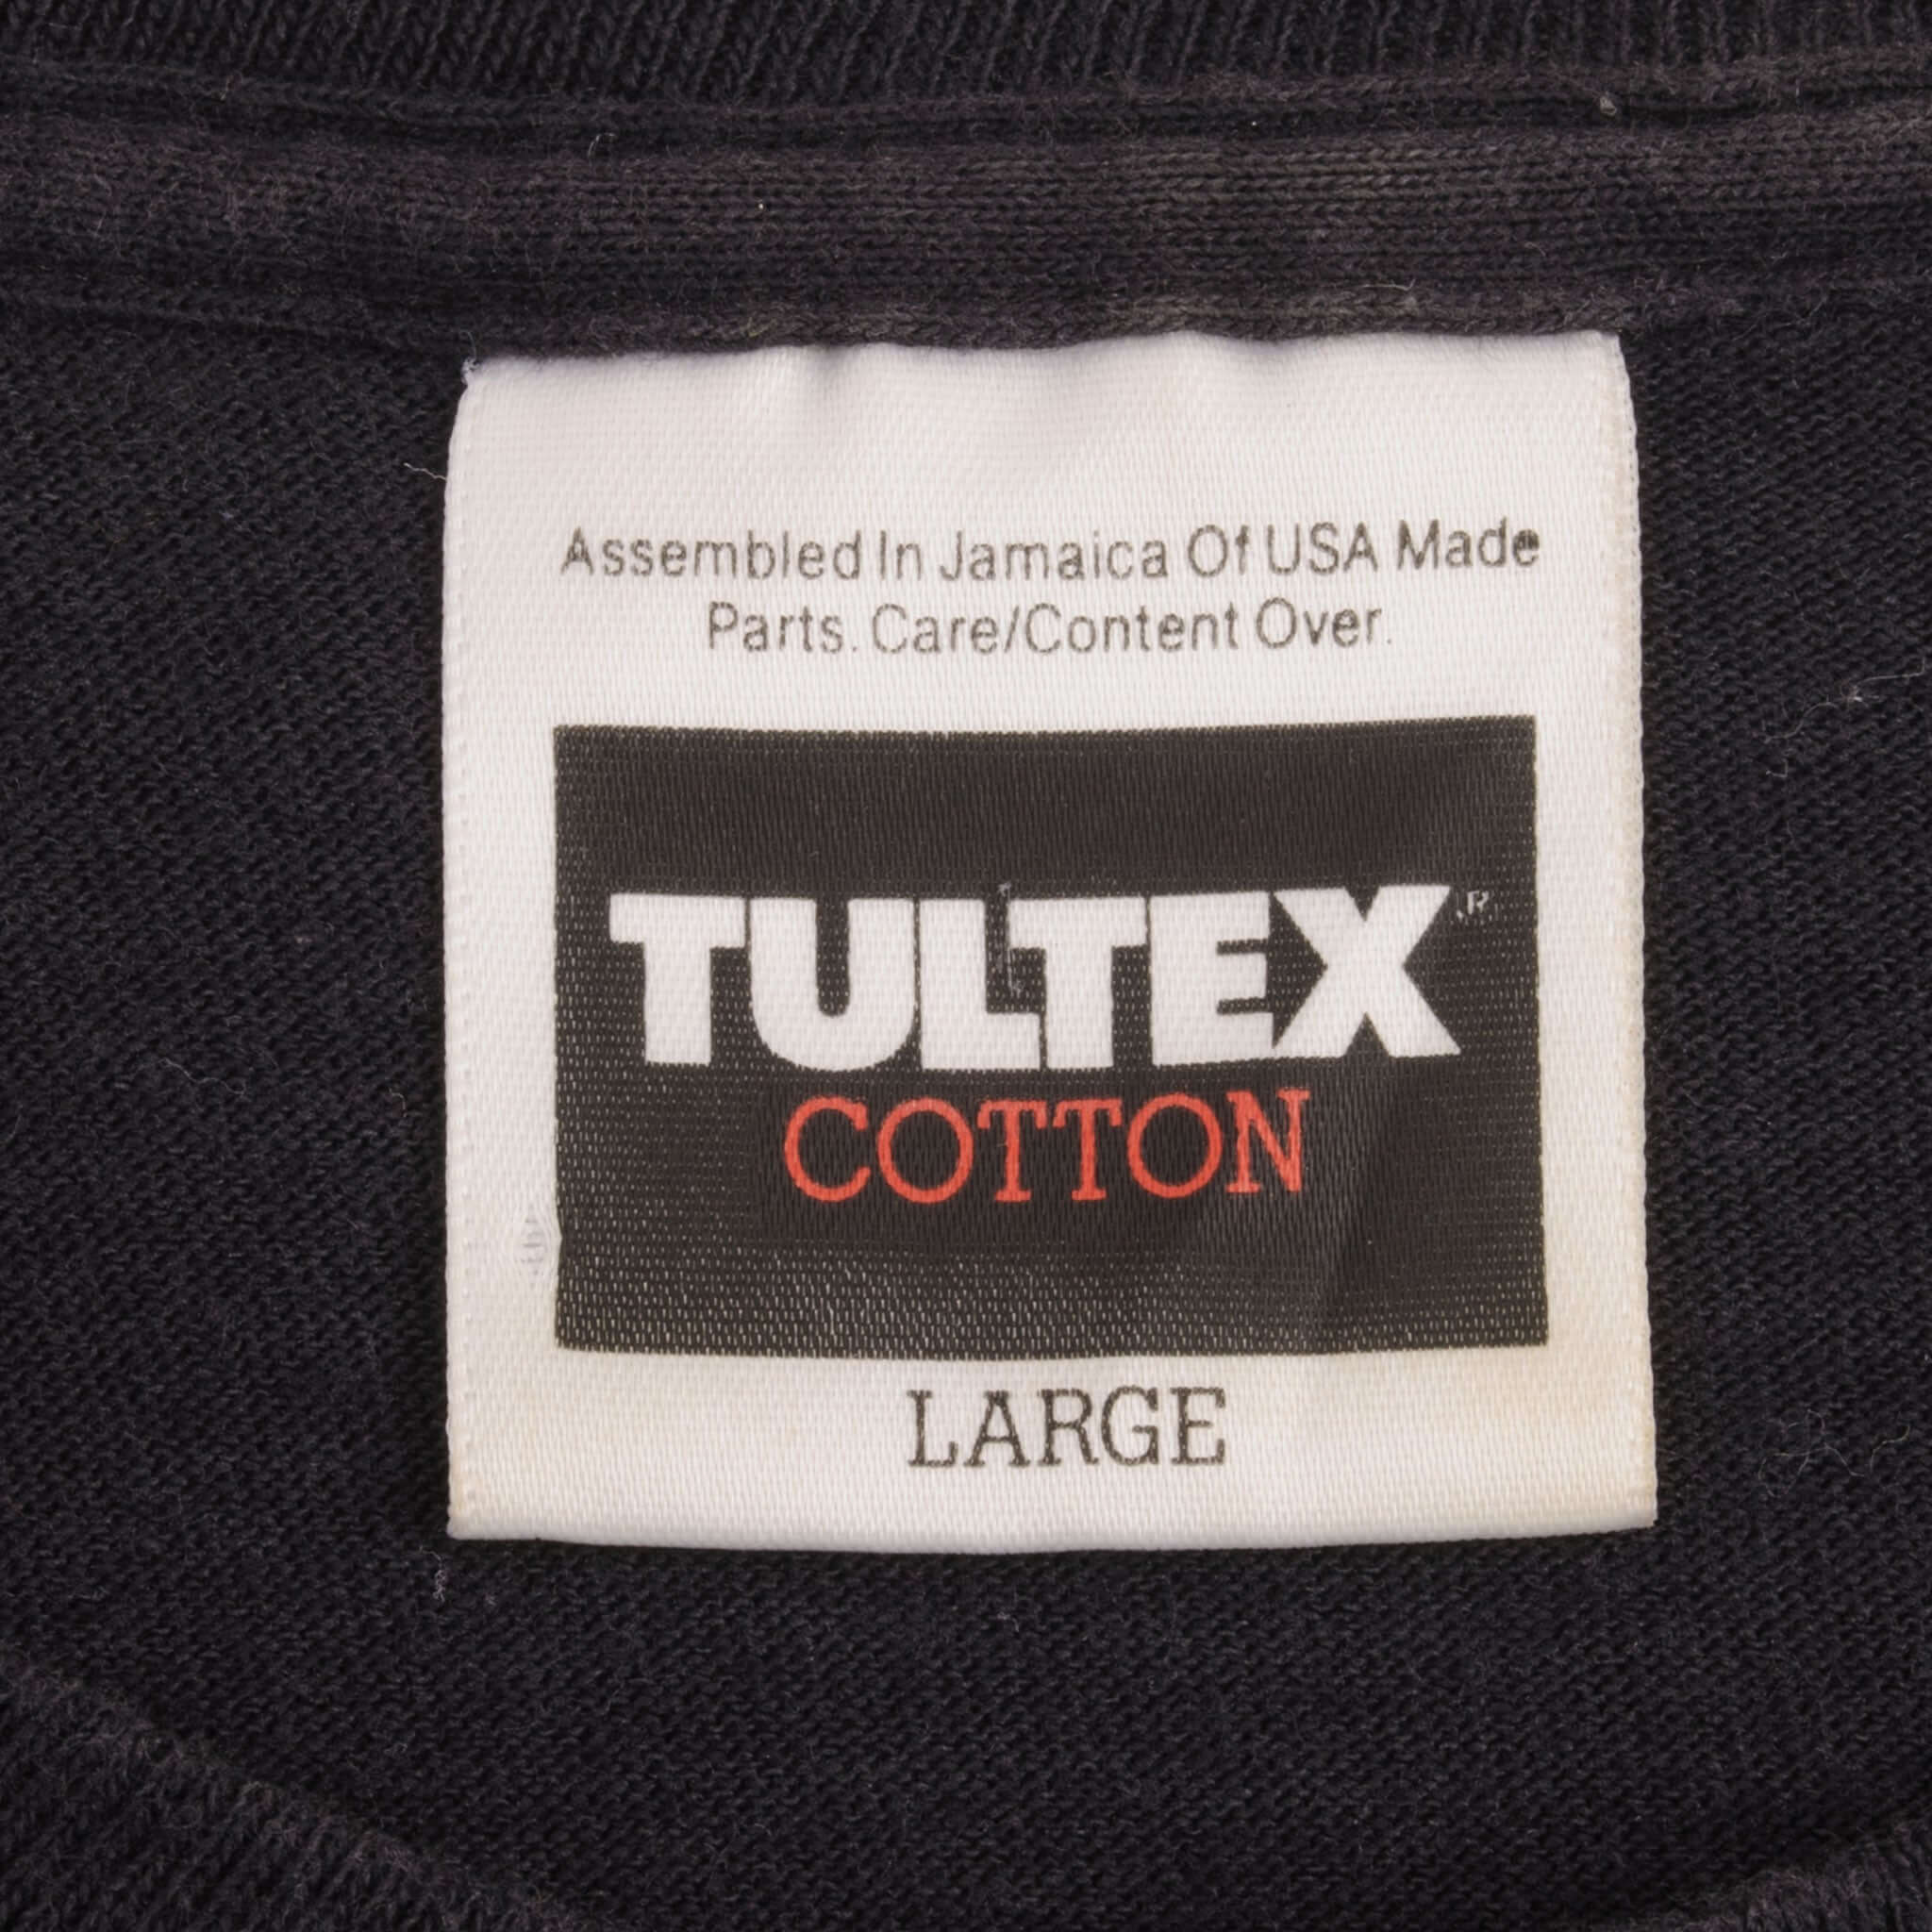 Assembled In Jamaica Of USA Made
Parts. Care/Content Over.
TULTEX®
COTTON
LARGE